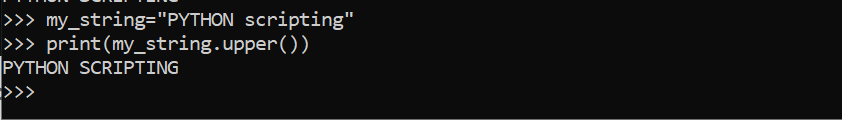 >>> my_string="PYTHON scripting"
>>> print(my_string.upper())
PYTHON SCRIPTING
>>>